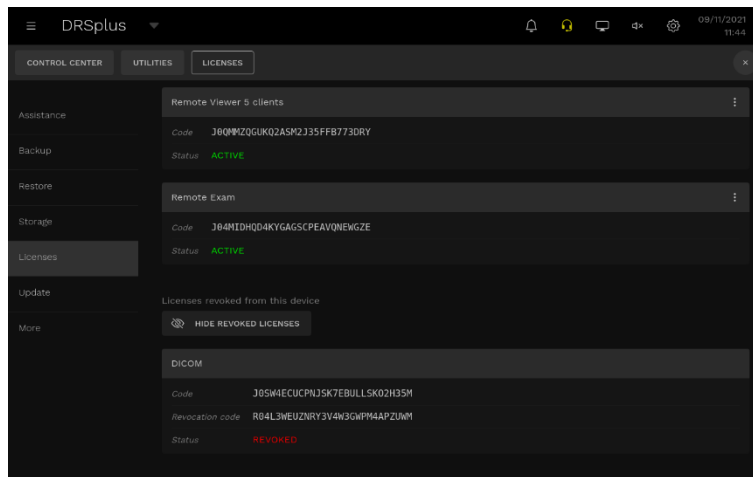 DRSplus
09/11/2021
11:44
CONTROL CENTER
UTILITIES
LICENSES
Assistance
Backup
Restore
Storage
Licenses
Update
More
Remote Viewer 5 clients
Code J0QMMZQGUKQ2ASM2J35FFB773DRY
Status ACTIVE
Remote Exam
Code J04MIDHQD4KYGAGSCPEAVQNEWGZE
Status ACTIVE
Licenses revoked from this device
HIDE REVOKED LICENSES
DICOM
Code J0SW4ECUCPNJSK7EBULLSKO2H35M
Revocation code R04L3WEUZNRY3V4W3GWPM4APZUWM
Status REVOKED